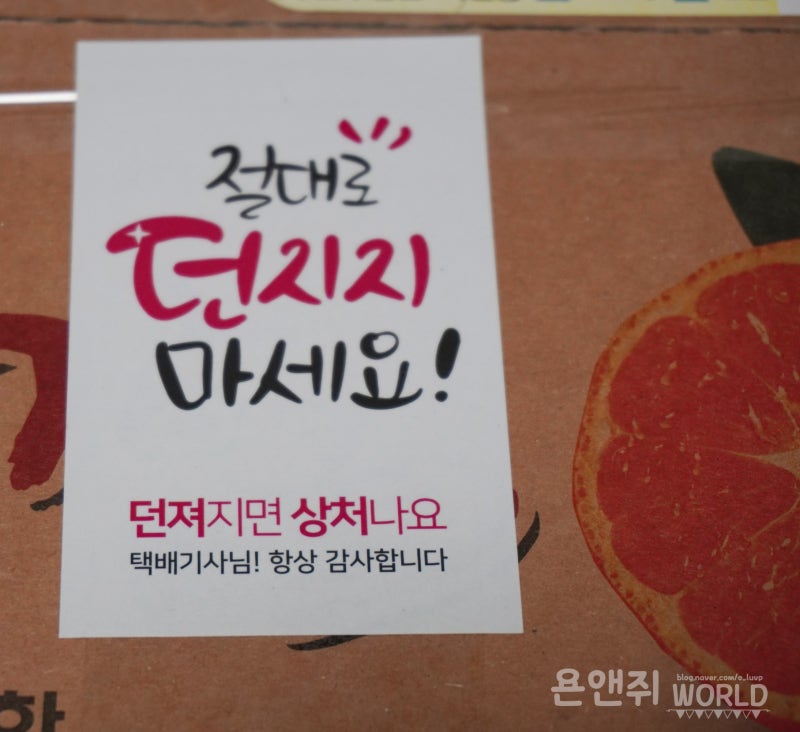 절대로
던지지
마세요!
던져지면 상처나요
택배기사님! 항상 감사합니다
blog.naver.com/e_luvp
욘앤쥐 WORLD